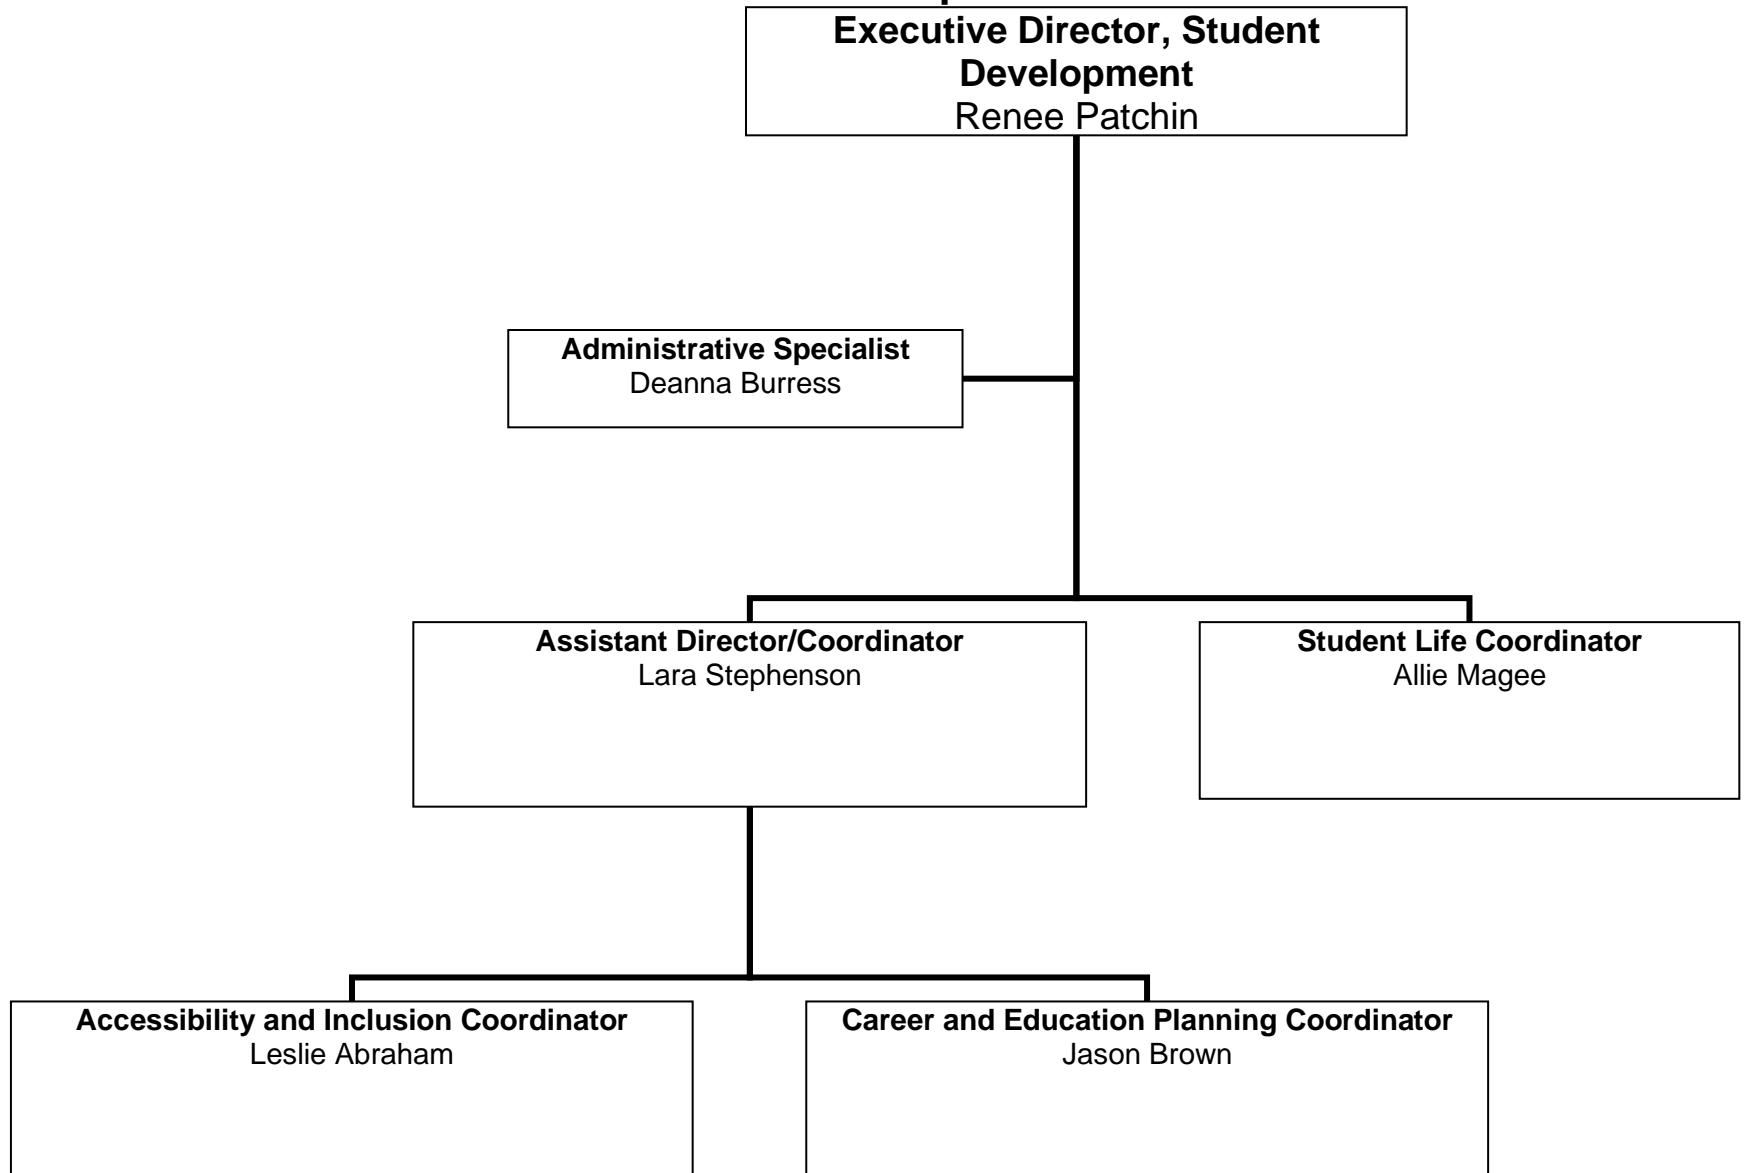 Executive Director, Student
Development
Renee Patchin
Administrative Specialist
Deanna Burress
Assistant Director/Coordinator
Lara Stephenson
Student Life Coordinator
Allie Magee
Accessibility and Inclusion Coordinator
Leslie Abraham
Career and Education Planning Coordinator
Jason Brown